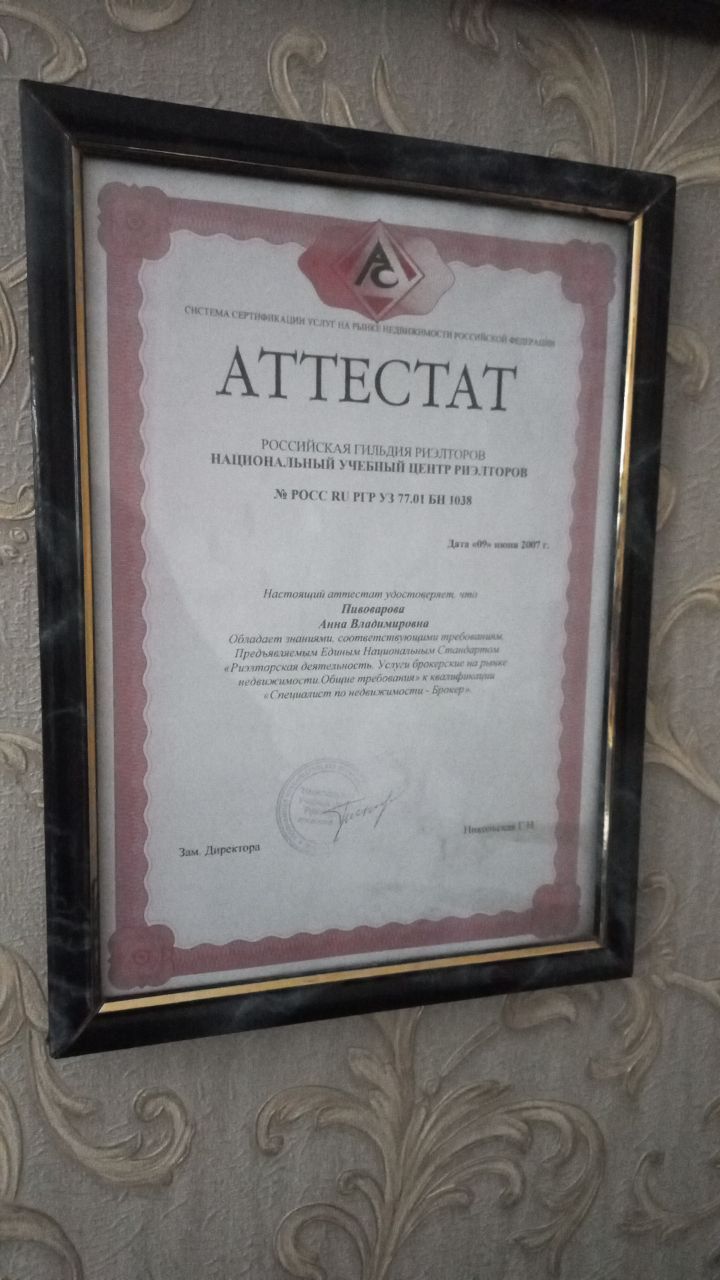 АС
СИСТЕМА СЕРТИФИКАЦИИ УСЛУГ НА РЫНКЕ НЕДВИЖИМОСТИ РОССИЙСКОЙ ФЕДЕРАЦИИ
АТТЕСТАТ
РОССИЙСКАЯ ГИЛЬДИЯ РИЭЛТОРОВ
НАЦИОНАЛЬНЫЙ УЧЕБНЫЙ ЦЕНТР РИЭЛТОРОВ
№ РОСС RU РГР УЗ 77.01 БН 1038
Дата «09» июня 2007 г.
Настоящий аттестат удостоверяет, что
Пивоварова
Анна Владимировна
Обладает знаниями, соответствующими требованиям,
Предъявляемым Единым Национальным Стандартом
«Риэлторская деятельность. Услуги брокерские на рынке
недвижимости.Общие требования» к квалификации
«Специалист по недвижимости - Брокер».
Зам. Директора
Никольская Г.Н.